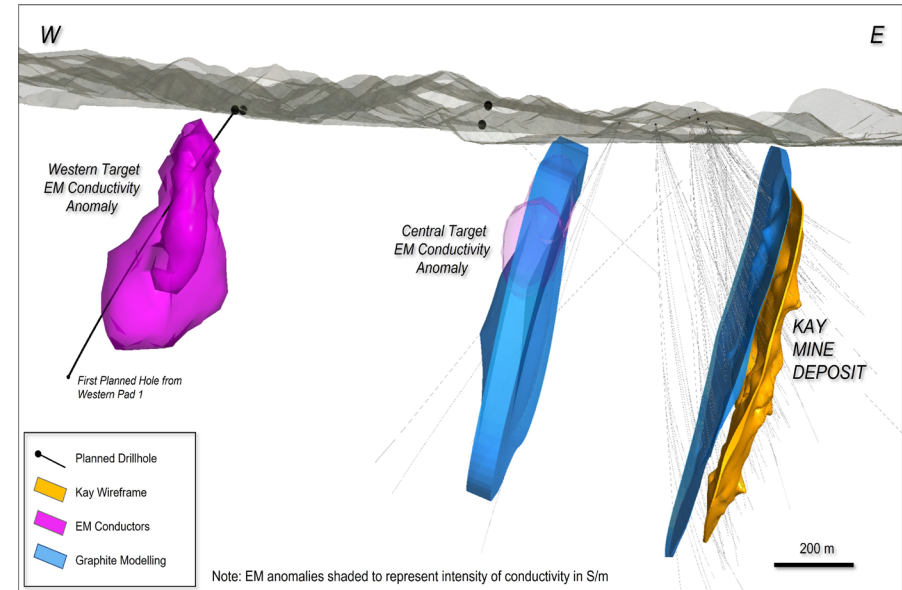 W
E
Western Target
EM Conductivity
Anomaly
Central Target
EM Conductivity
Anomaly
KAY
MINE
DEPOSIT
First Planned Hole from
Western Pad 1
Planned Drillhole
Kay Wireframe
EM Conductors
Graphite Modelling
200 m
Note: EM anomalies shaded to represent intensity of conductivity in S/m